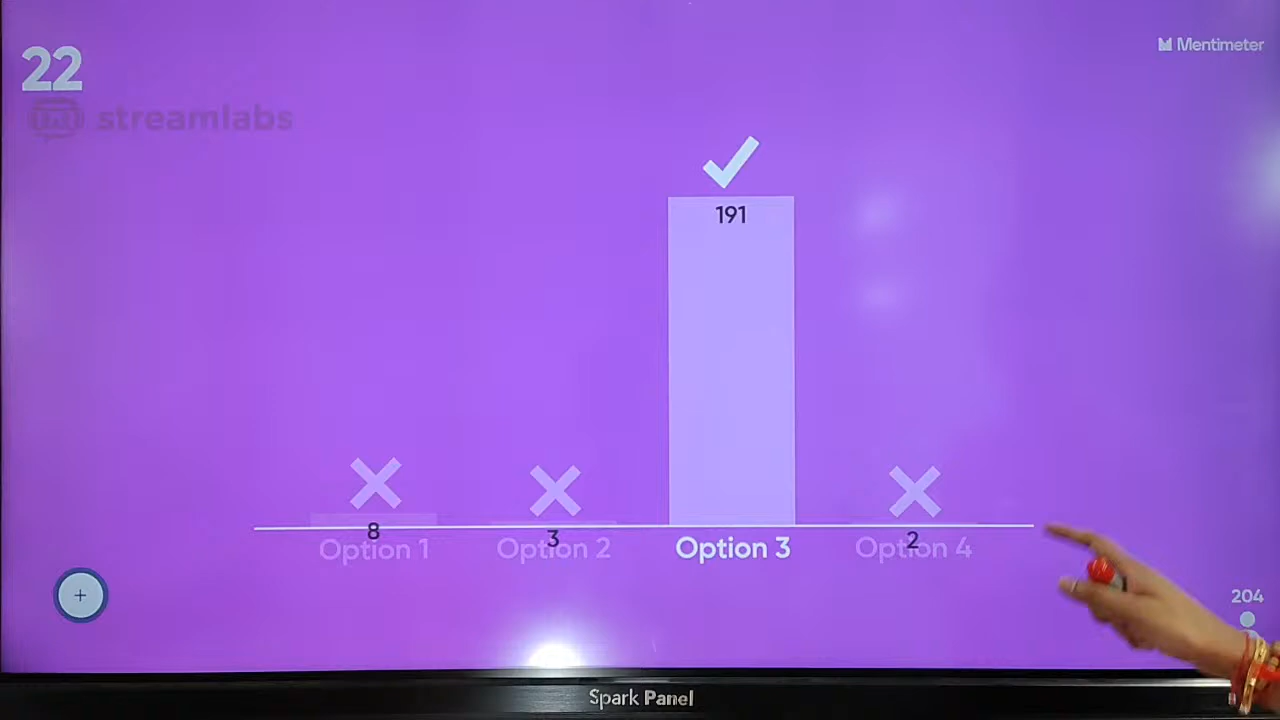 22
Mentimeter
streamlabs
191
8
3
2
Option 1
Option 2
Option 3
Option 4
204
Spark Panel